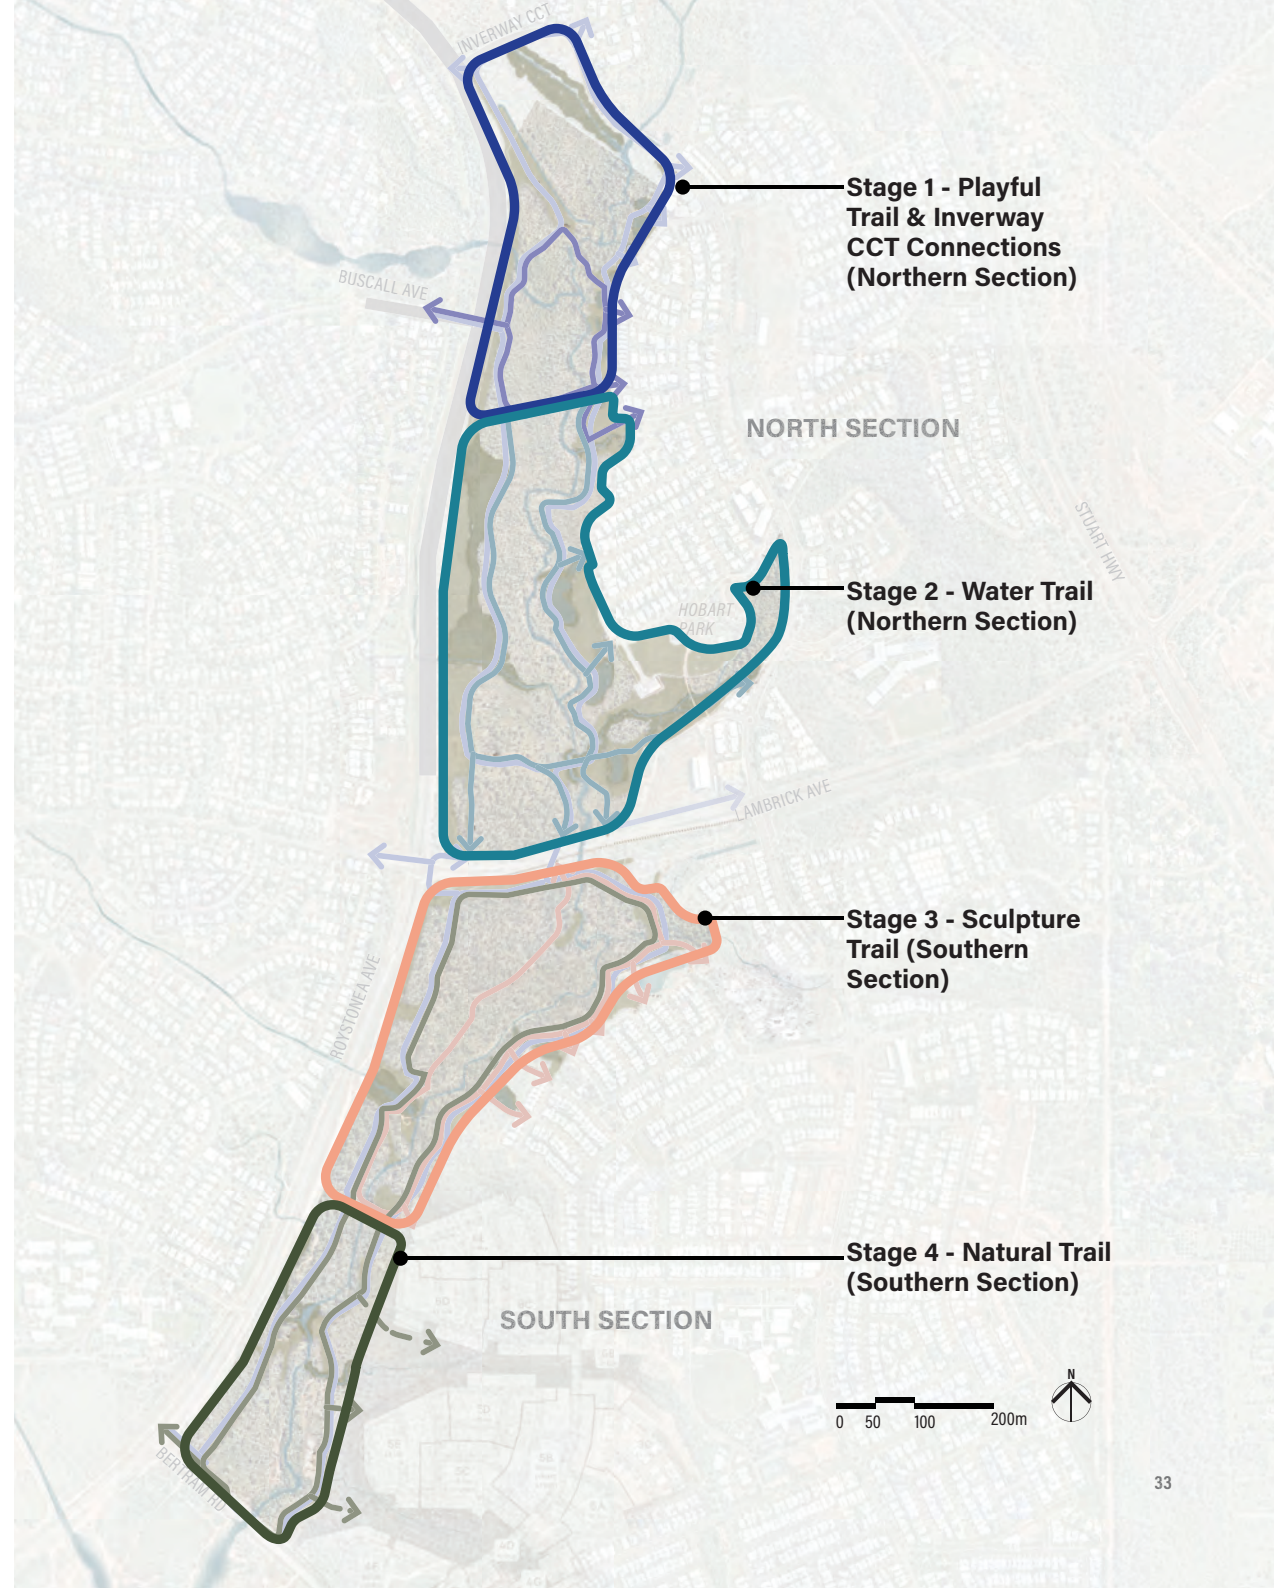 INVERWAY CCT
Stage 1 - Playful
Trail & Inverway
CCT Connections
(Northern Section)
BUSCALL AVE
NORTH SECTION
STUART HWY
Stage 2 - Water Trail
(Northern Section)
HOBART
PARK
LAMBRICK AVE
Stage 3 - Sculpture
Trail (Southern
Section)
ROYSTONEA AVE
Stage 4 - Natural Trail
(Southern Section)
SOUTH SECTION
N
0 50 100 200m
BERTRAM RD
33